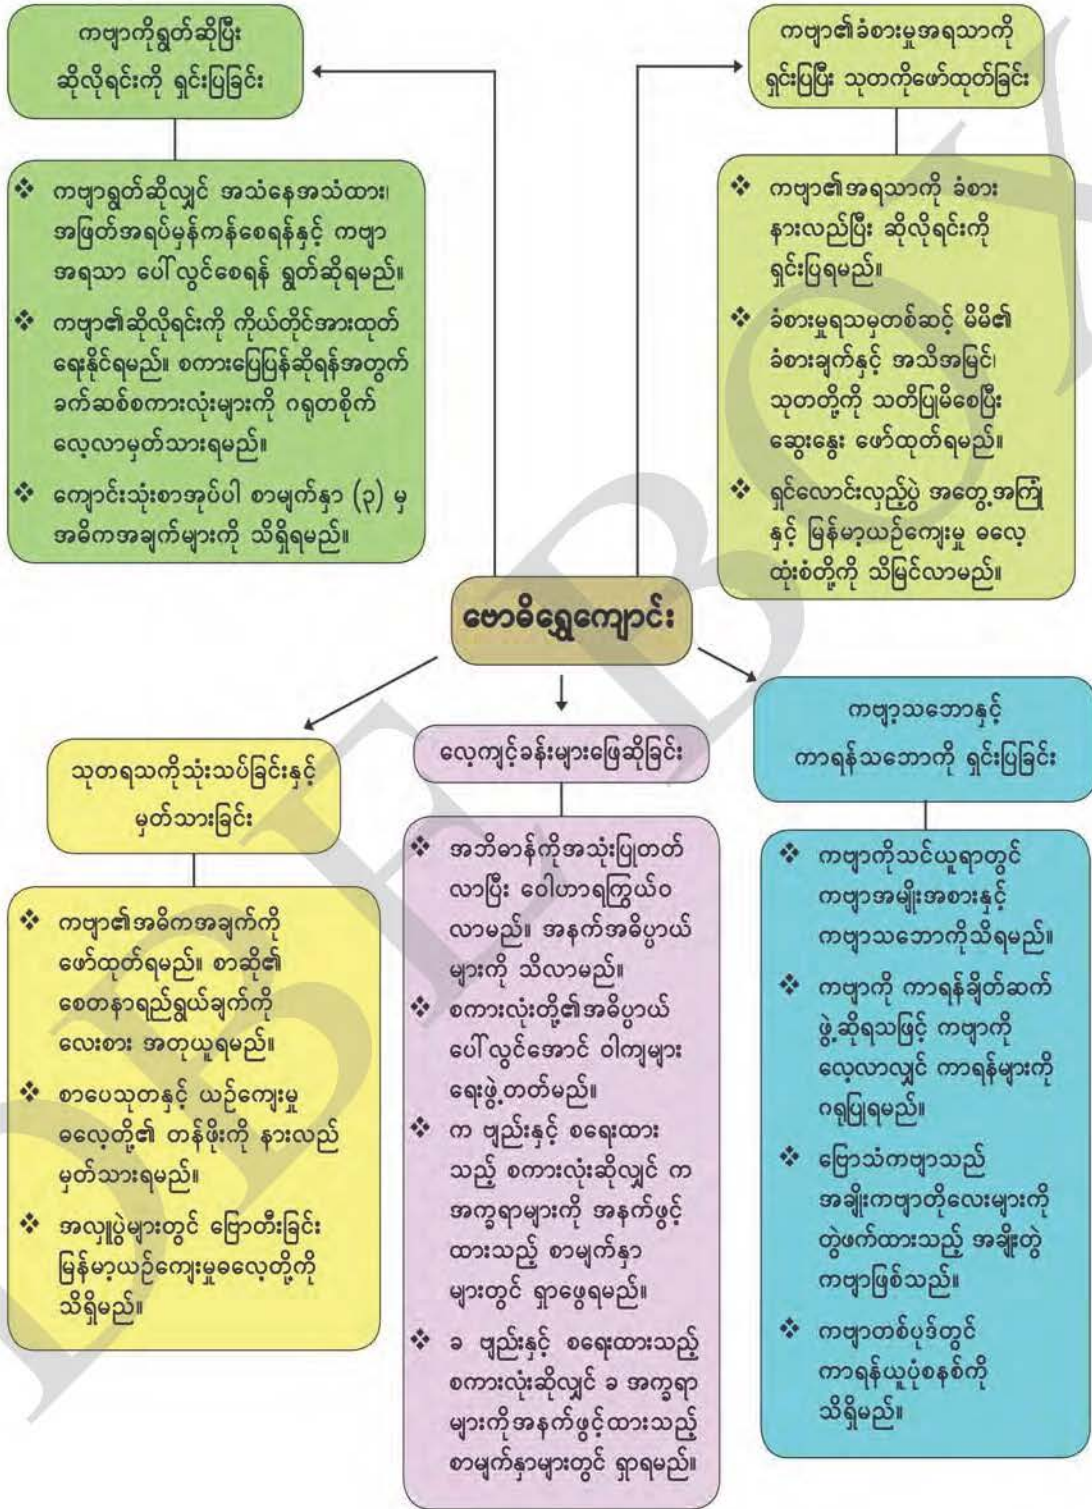 ကဗျာကိုရွတ်ဆိုပြီး
ဆိုလိုရင်းကို ရှင်းပြခြင်း
❖ ကဗျာရွတ်ဆိုလျှင် အသံနေအသံထား၊
အဖြတ်အရပ်မှန်ကန်စေရန်နှင့် ကဗျာ
အရသာ ပေါ်လွင်စေရန် ရွတ်ဆိုရမည်။
❖ ကဗျာ၏ဆိုလိုရင်းကို ကိုယ်တိုင်အားထုတ်
ရေးနိုင်ရမည်။ စကားပြေပြန်ဆိုရန်အတွက်
ခက်ဆစ်စကားလုံးများကို ဂရုတစိုက်
လေ့လာမှတ်သားရမည်။
❖ ကျောင်းသုံးစာအုပ်ပါ စာမျက်နှာ (၃) မှ
အဓိကအချက်များကို သိရှိရမည်။
ကဗျာ၏ခံစားမှုအရသာကို
ရှင်းပြပြီး သုတကိုဖော်ထုတ်ခြင်း
❖ ကဗျာ၏အရသာကို ခံစား
နားလည်ပြီး ဆိုလိုရင်းကို
ရှင်းပြရမည်။
❖ ခံစားမှုရသမှတစ်ဆင့် မိမိ၏
ခံစားချက်နှင့် အသိအမြင်၊
သုတတို့ကို သတိပြုမိစေပြီး
ဆွေးနွေး ဖော်ထုတ်ရမည်။
❖ ရှင်လောင်းလှည့်ပွဲ အတွေ့အကြုံ
နှင့် မြန်မာ့ယဉ်ကျေးမှု ဓလေ့
ထုံးစံတို့ကို သိမြင်လာမည်။
ဗောဓိရွှေကျောင်း
သုတရသကိုသုံးသပ်ခြင်းနှင့်
မှတ်သားခြင်း
❖ ကဗျာ၏အဓိကအချက်ကို
ဖော်ထုတ်ရမည်။ စာဆို၏
စေတနာရည်ရွယ်ချက်ကို
လေးစား အတုယူရမည်။
❖ စာပေသုတနှင့် ယဉ်ကျေးမှု
ဓလေ့တို့၏ တန်ဖိုးကို နားလည်
မှတ်သားရမည်။
❖ အလှူပွဲများတွင် ဗြောတီးခြင်း
မြန်မာ့ယဉ်ကျေးမှုဓလေ့တို့ကို
သိရှိမည်။
လေ့ကျင့်ခန်းများဖြေဆိုခြင်း
❖ အဘိဓာန်ကိုအသုံးပြုတတ်
လာပြီး ဝေါဟာရကြွယ်ဝ
လာမည်။ အနက်အဓိပ္ပာယ်
များကို သိလာမည်။
❖ စကားလုံးတို့၏အဓိပ္ပာယ်
ပေါ်လွင်အောင် ဝါကျများ
ရေးဖွဲ့တတ်မည်။
❖ က ဗျည်းနှင့် စရေးထား
သည့် စကားလုံးဆိုလျှင် က
အက္ခရာများကို အနက်ဖွင့်
ထားသည့် စာမျက်နှာ
များတွင် ရှာဖွေရမည်။
❖ ခ ဗျည်းနှင့် စရေးထားသည့်
စကားလုံးဆိုလျှင် ခ အက္ခရာ
များကိုအနက်ဖွင့်ထားသည့်
စာမျက်နှာများတွင် ရှာရမည်။
ကဗျာ့သဘောနှင့်
ကာရန်သဘောကို ရှင်းပြခြင်း
❖ ကဗျာကိုသင်ယူရာတွင်
ကဗျာအမျိုးအစားနှင့်
ကဗျာသဘောကိုသိရမည်။
❖ ကဗျာကို ကာရန်ချိတ်ဆက်
ဖွဲ့ဆိုရသဖြင့် ကဗျာကို
လေ့လာလျှင် ကာရန်များကို
ဂရုပြုရမည်။
❖ ဗြောသံကဗျာသည်
အချိုးကဗျာတိုလေးများကို
တွဲဖက်ထားသည့် အချိုးတွဲ
ကဗျာဖြစ်သည်။
❖ ကဗျာတစ်ပုဒ်တွင်
ကာရန်ယူပုံစနစ်ကို
သိရှိမည်။